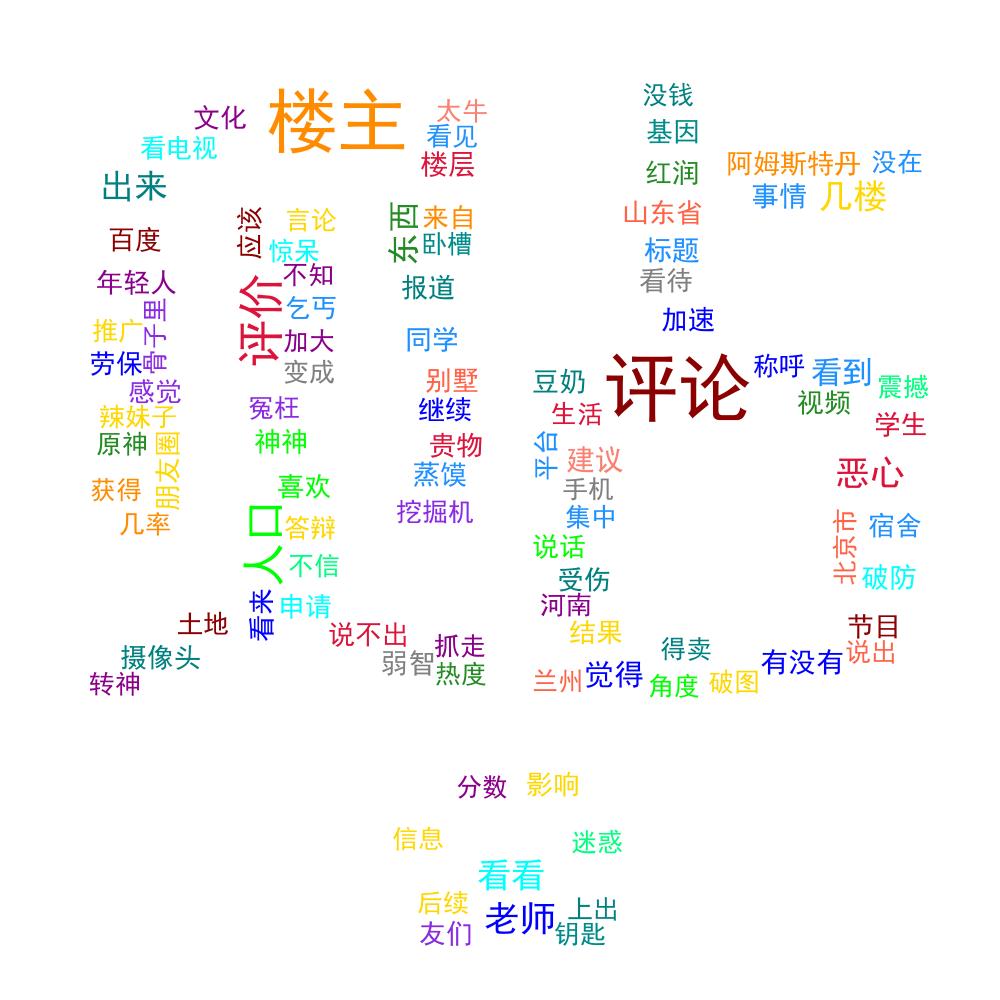 没钱
楼主
太牛
文化
基因
看见
看电视
楼层
阿姆斯特丹
没在
红润
出来
事情
几楼
山东省
应该
言论
东西
来自
百度
惊呆
卧槽
标题
不知
看待
年轻人
报道
评价
乞丐
骨子里
加速
推广
加大
同学
劳保
变成
称呼
看到
感觉
别墅
豆奶
评论
震撼
冤枉
继续
视频
辣妹子
生活
学生
原神
朋友圈
神神
贵物
平台
建议
恶心
蒸馍
获得
喜欢
手机
几率
人口
答辩
挖掘机
集中
北京市
宿舍
说话
不信
受伤
破防
看来
申请
河南
土地
说不出
结果
节目
抓走
得卖
说出
摄像头
弱智
有没有
热度
转神
兰州
觉得
角度
破图
分数
影响
信息
迷惑
看看
后续
老师
上出
友们
钥匙